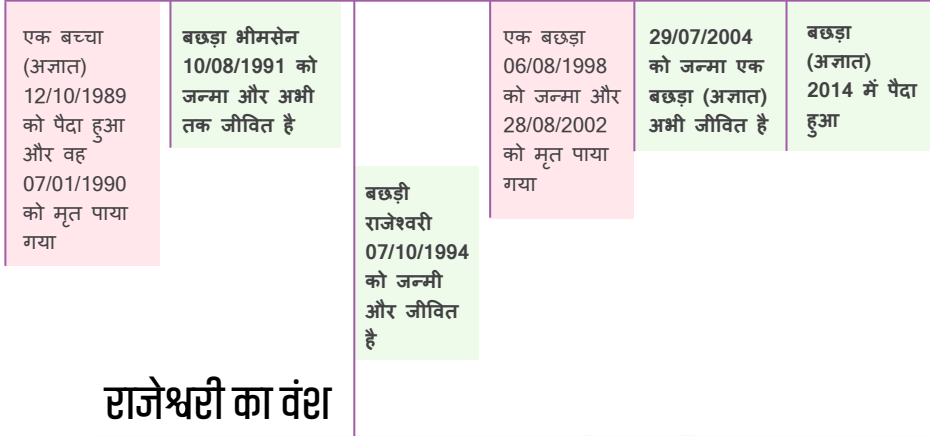 एक बच्चा
(अज्ञात)
12/10/1989
को पैदा हुआ
और वह
07/01/1990
को मृत पाया
गया
बछड़ा भीमसेन
10/08/1991 को
जन्मा और अभी
तक जीवित है
बछड़ी
राजेश्वरी
07/10/1994
को जन्मी
और जीवित
है
एक बछड़ा
06/08/1998
को जन्मा और
28/08/2002
को मृत पाया
गया
29/07/2004
को जन्मा एक
बछड़ा (अज्ञात)
अभी जीवित है
बछड़ा
(अज्ञात)
2014 में पैदा
हुआ
राजेश्वरी का वंश